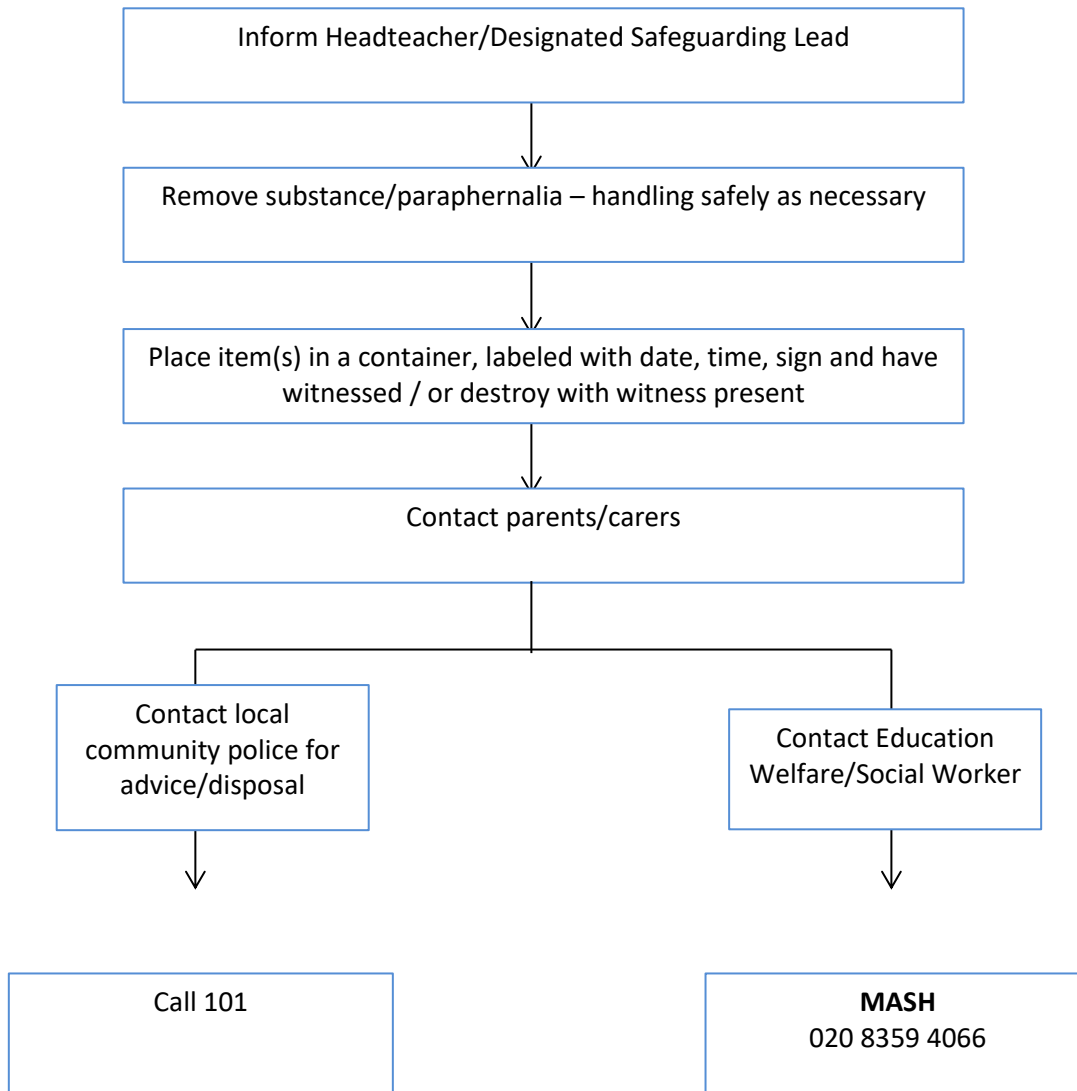 Inform Headteacher/Designated Safeguarding Lead
Remove substance/paraphernalia – handling safely as necessary
Place item(s) in a container, labeled with date, time, sign and have
witnessed / or destroy with witness present
Contact parents/carers
Contact local
community police for
advice/disposal
Contact Education
Welfare/Social Worker
Call 101
MASH
020 8359 4066